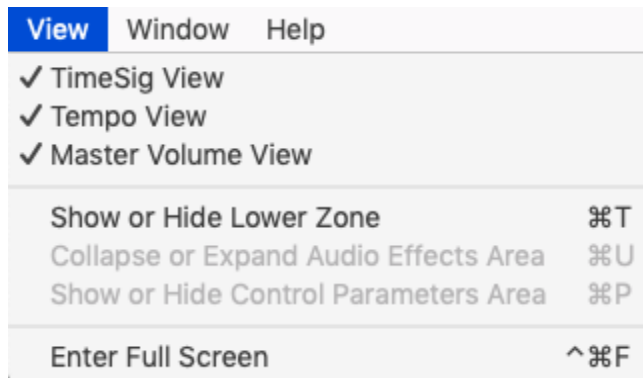 View Window Help
✓ TimeSig View
✓ Tempo View
✓ Master Volume View
Show or Hide Lower Zone ⌘T
Collapse or Expand Audio Effects Area ⌘U
Show or Hide Control Parameters Area ⌘P
Enter Full Screen ^⌘F